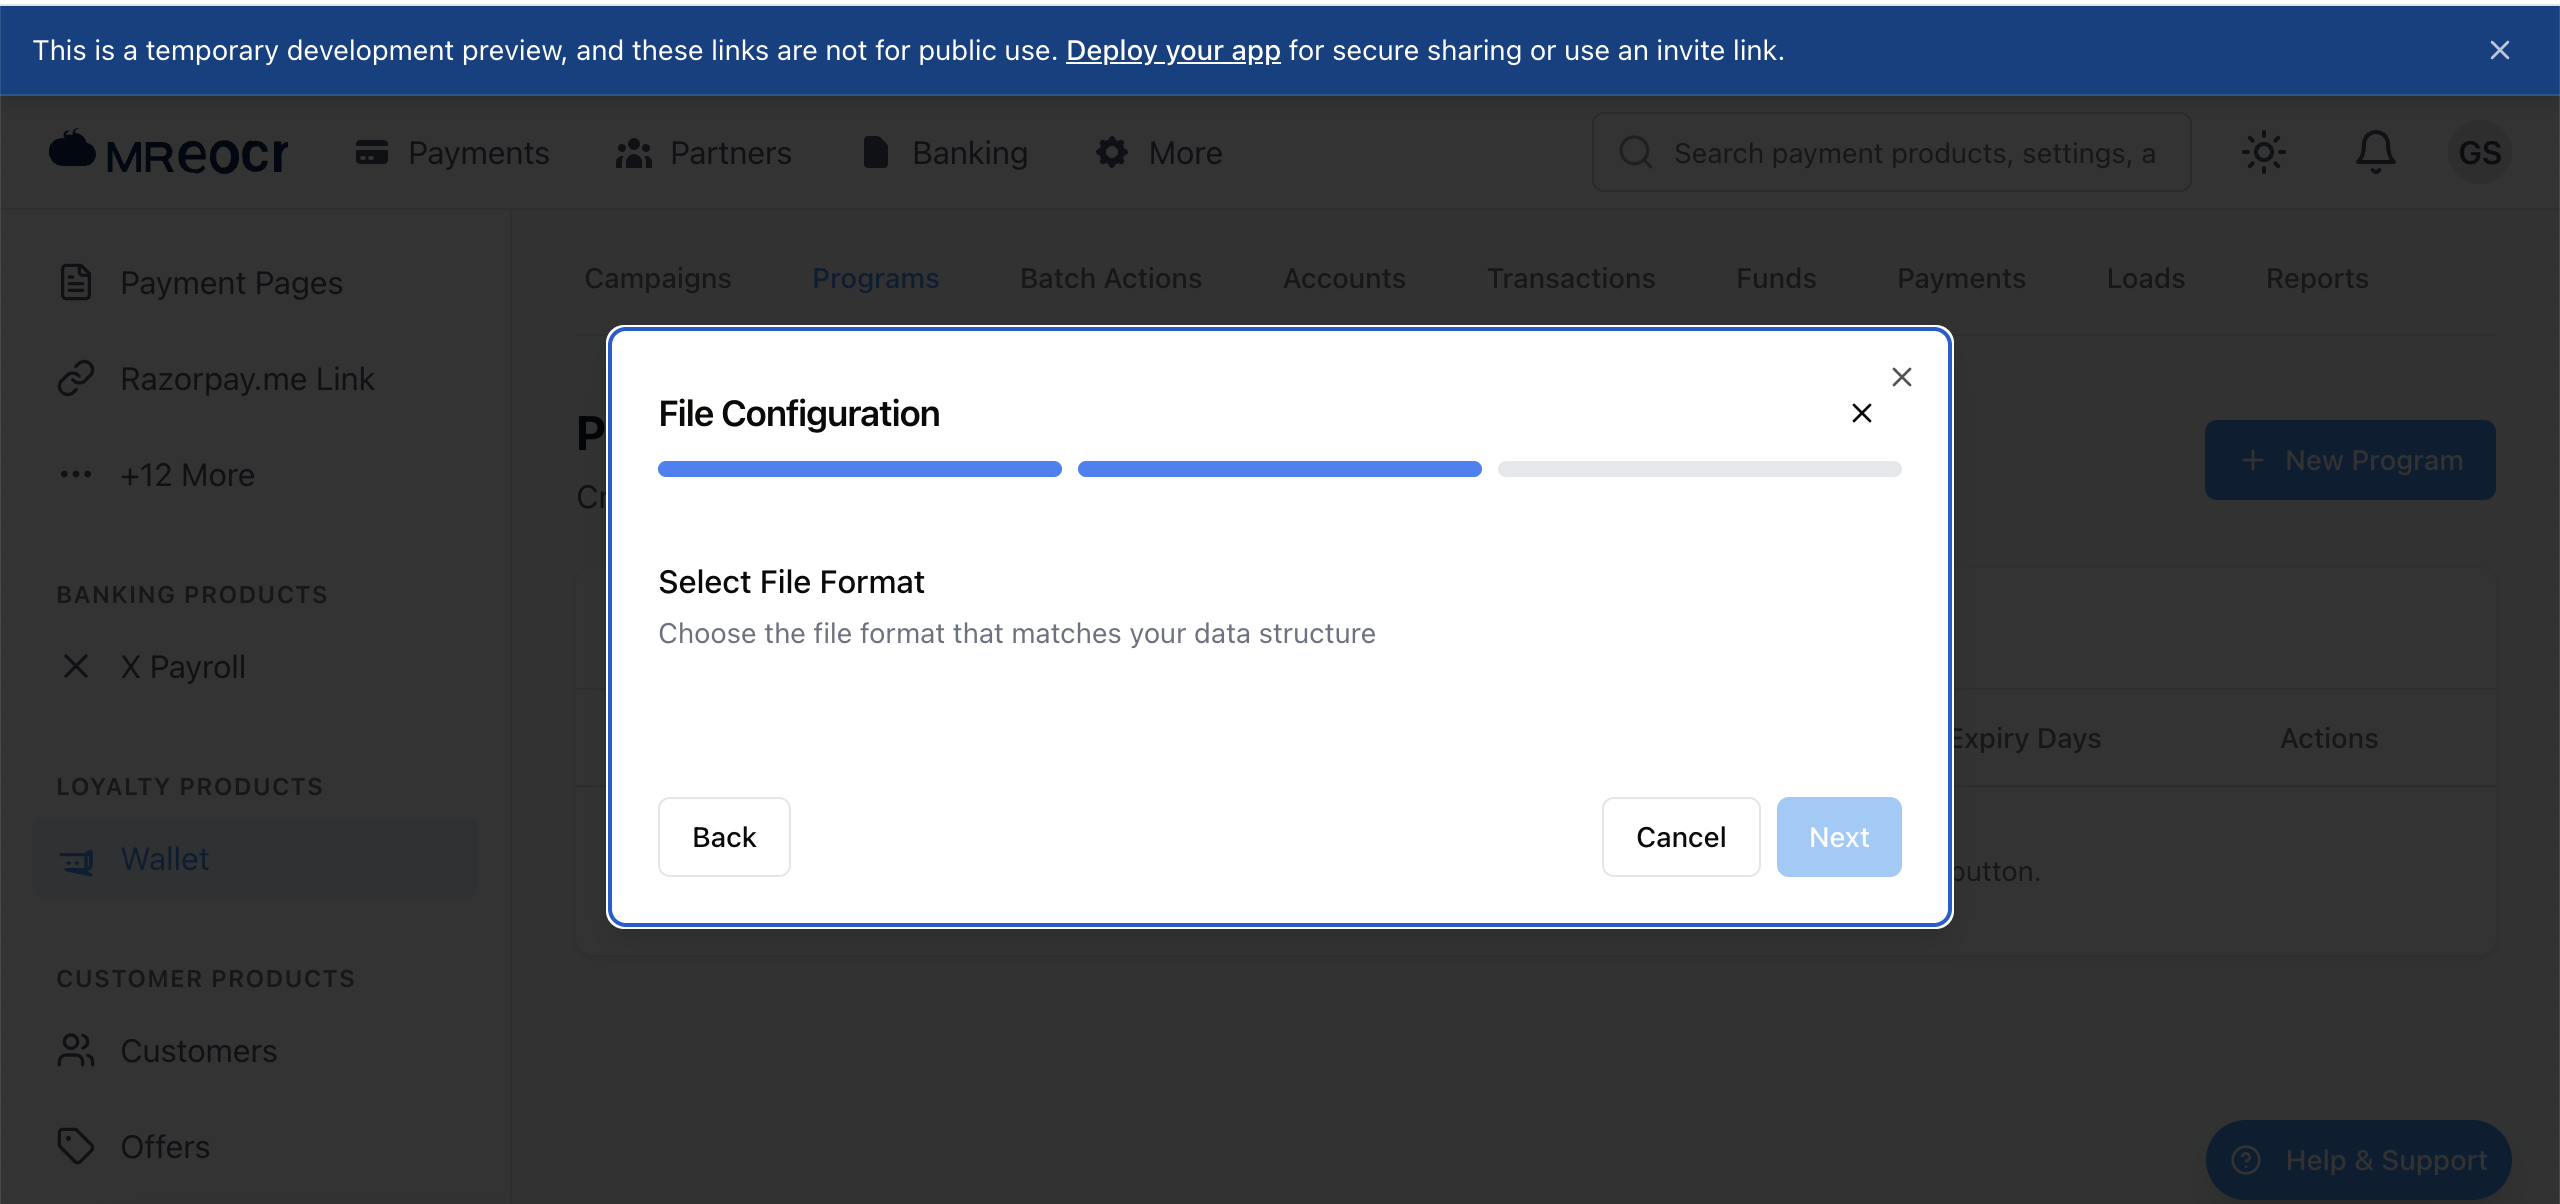 This is a temporary development preview, and these links are not for public use. Deploy your app for secure sharing or use an invite link.
MReocr
Payments
Partners
Banking
More
Search payment products, settings, a
GS
Payment Pages
Razorpay.me Link
+12 More
BANKING PRODUCTS
X Payroll
LOYALTY PRODUCTS
Wallet
CUSTOMER PRODUCTS
Customers
Offers
Campaigns
Programs
Batch Actions
Accounts
Transactions
Funds
Payments
Loads
Reports
New Program
File Configuration
Select File Format
Choose the file format that matches your data structure
Back
Cancel
Next
Expiry Days
Actions
button.
Help & Support